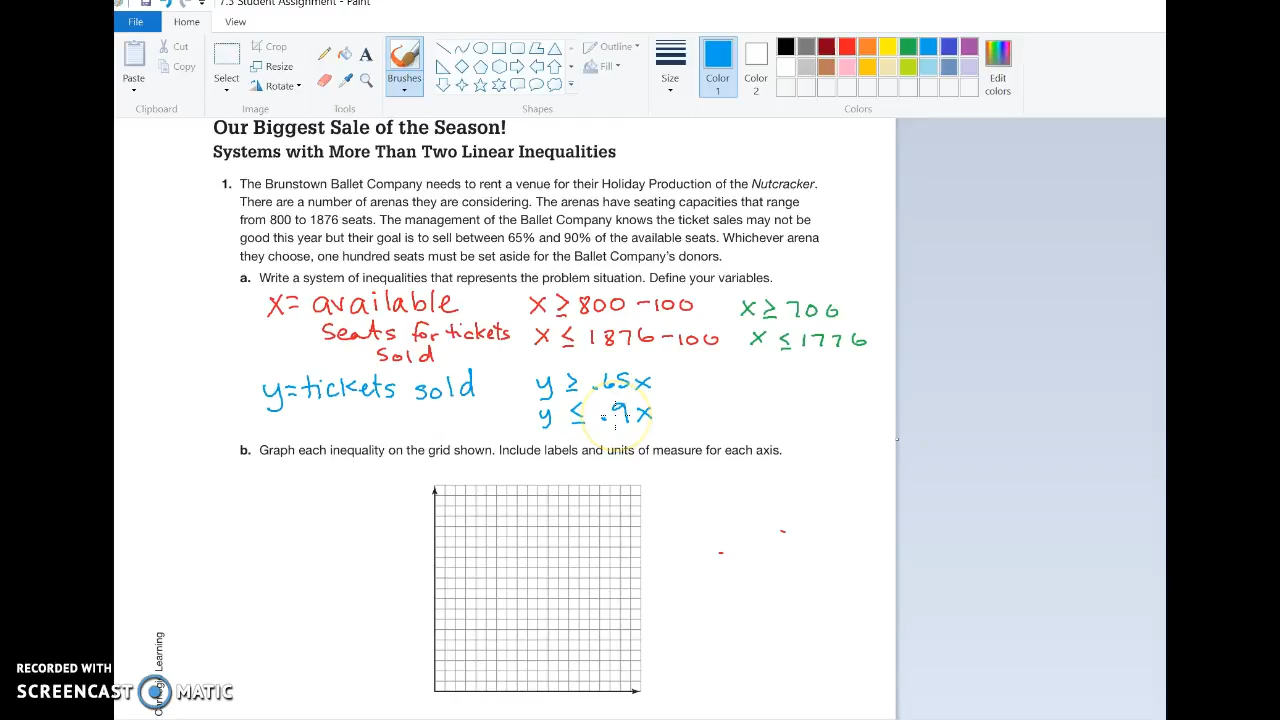 7.3 Student Assignment - Paint
File Home View
Paste Cut Copy
Clipboard
Select Crop Resize Rotate
Image
A
Tools
Brushes
Outline
Fill
Shapes
Size
Color 1
Color 2
Edit colors
Colors
Our Biggest Sale of the Season!
Systems with More Than Two Linear Inequalities
1. The Brunstown Ballet Company needs to rent a venue for their Holiday Production of the Nutcracker.
There are a number of arenas they are considering. The arenas have seating capacities that range
from 800 to 1876 seats. The management of the Ballet Company knows the ticket sales may not be
good this year but their goal is to sell between 65% and 90% of the available seats. Whichever arena
they choose, one hundred seats must be set aside for the Ballet Company's donors.
a. Write a system of inequalities that represents the problem situation. Define your variables.
x = available x ≥ 800 - 100 x ≥ 700
Seats for tickets x ≤ 1876 - 100 x ≤ 1776
sold
y = tickets sold y ≥ .65x
y ≤ .9x
b. Graph each inequality on the grid shown. Include labels and units of measure for each axis.
Learning
RECORDED WITH
SCREENCAST MATIC